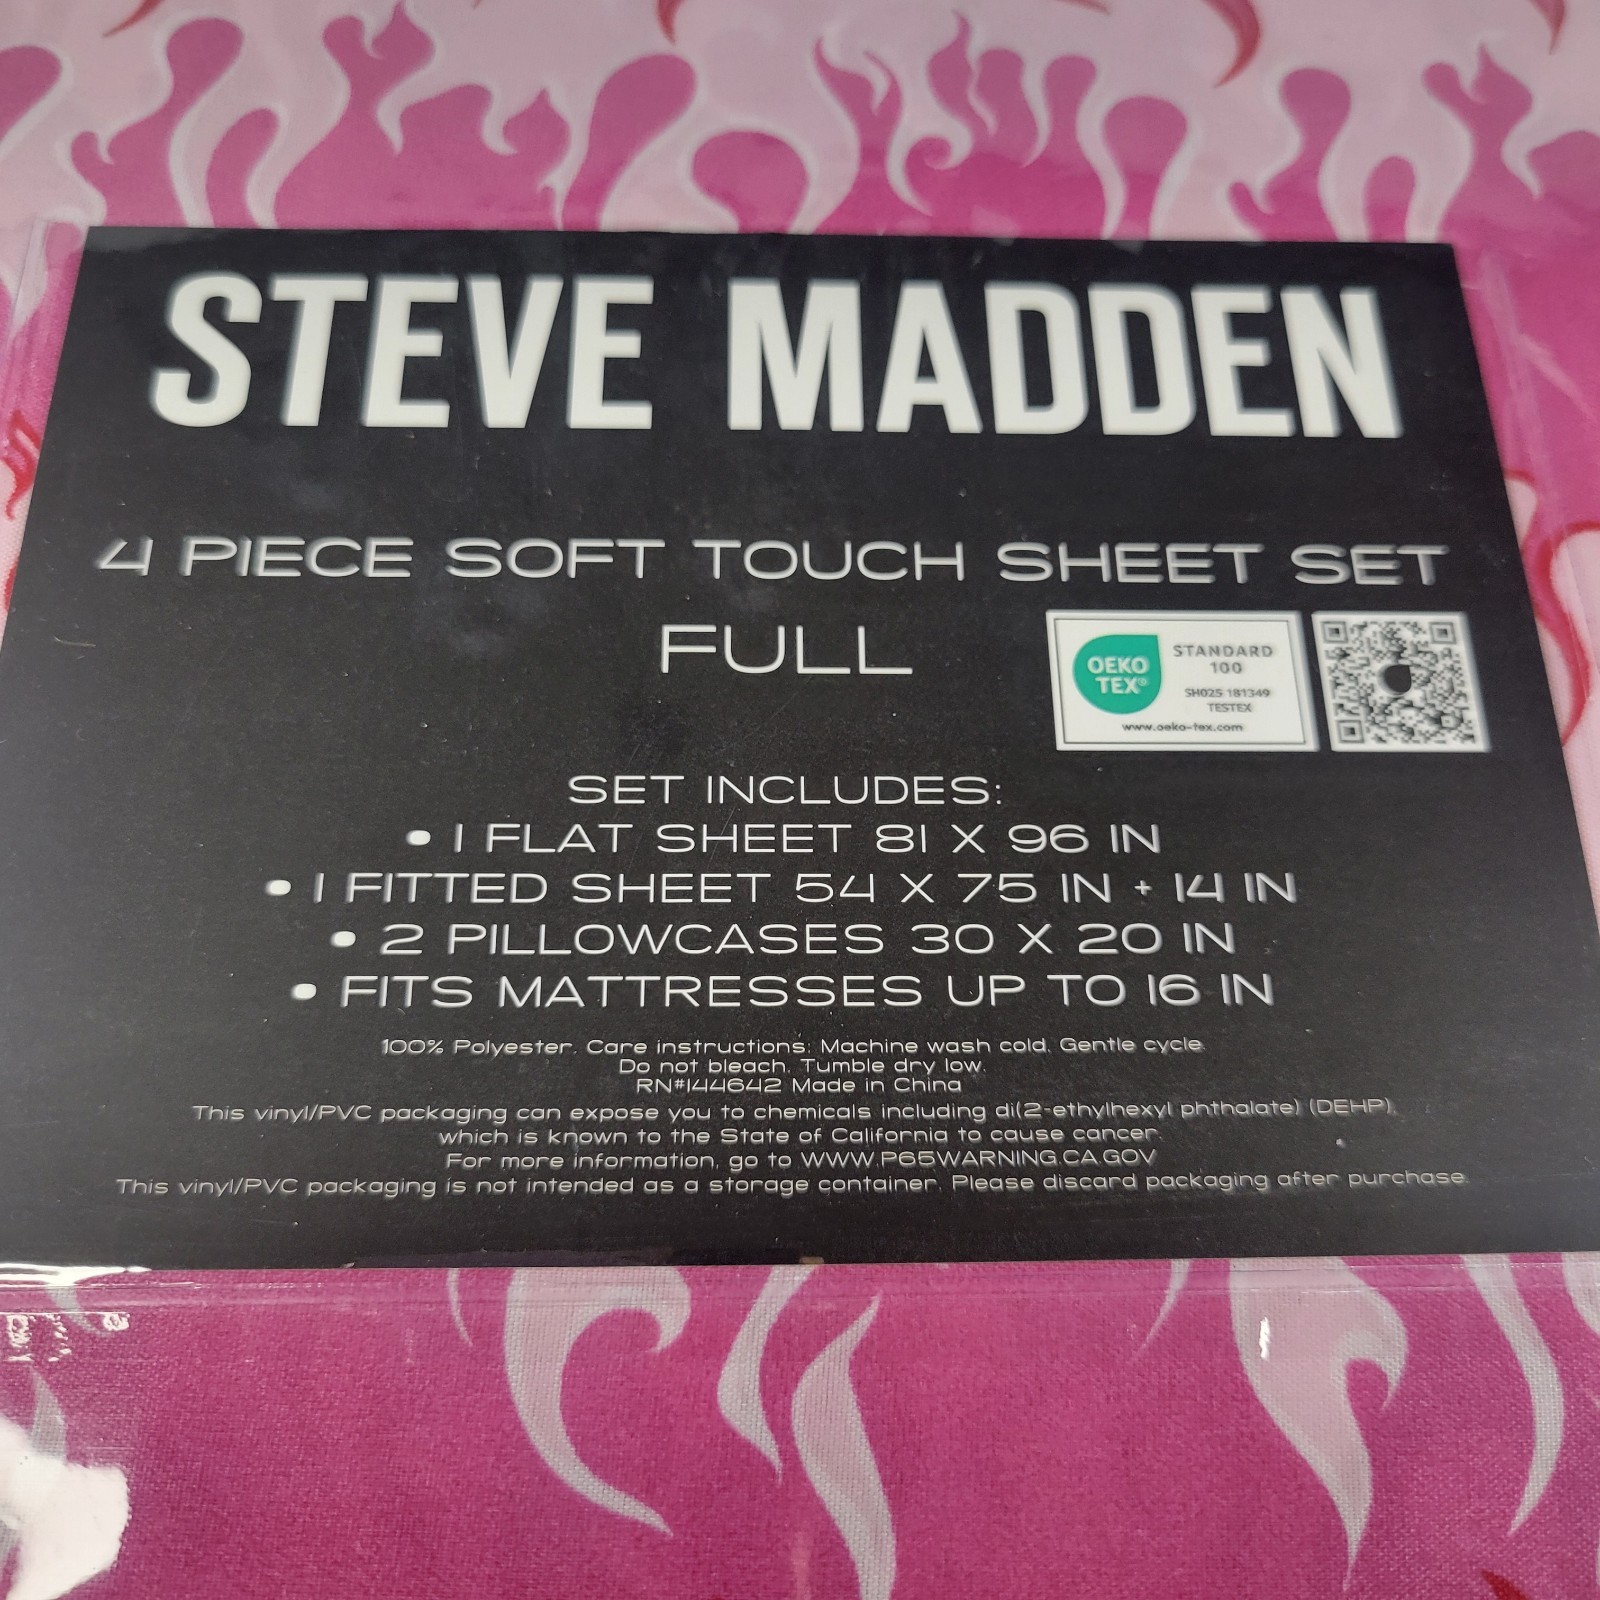 STEVE MADDEN
4 PIECE SOFT TOUCH SHEET SET
FULL
OEKO
TEX®
STANDARD
100
SH025 181349
TESTEX
www.oeko-tex.com
SET INCLUDES:
• 1 FLAT SHEET 81 X 96 IN
• 1 FITTED SHEET 54 X 75 IN + 14 IN
• 2 PILLOWCASES 30 X 20 IN
• FITS MATTRESSES UP TO 16 IN
100% Polyester. Care instructions: Machine wash cold. Gentle cycle.
Do not bleach. Tumble dry low.
RN#144642 Made in China
This vinyl/PVC packaging can expose you to chemicals including di(2-ethylhexyl phthalate) (DEHP),
which is known to the State of California to cause cancer.
For more information, go to WWW.P65WARNING.CA.GOV
This vinyl/PVC packaging is not intended as a storage container. Please discard packaging after purchase.